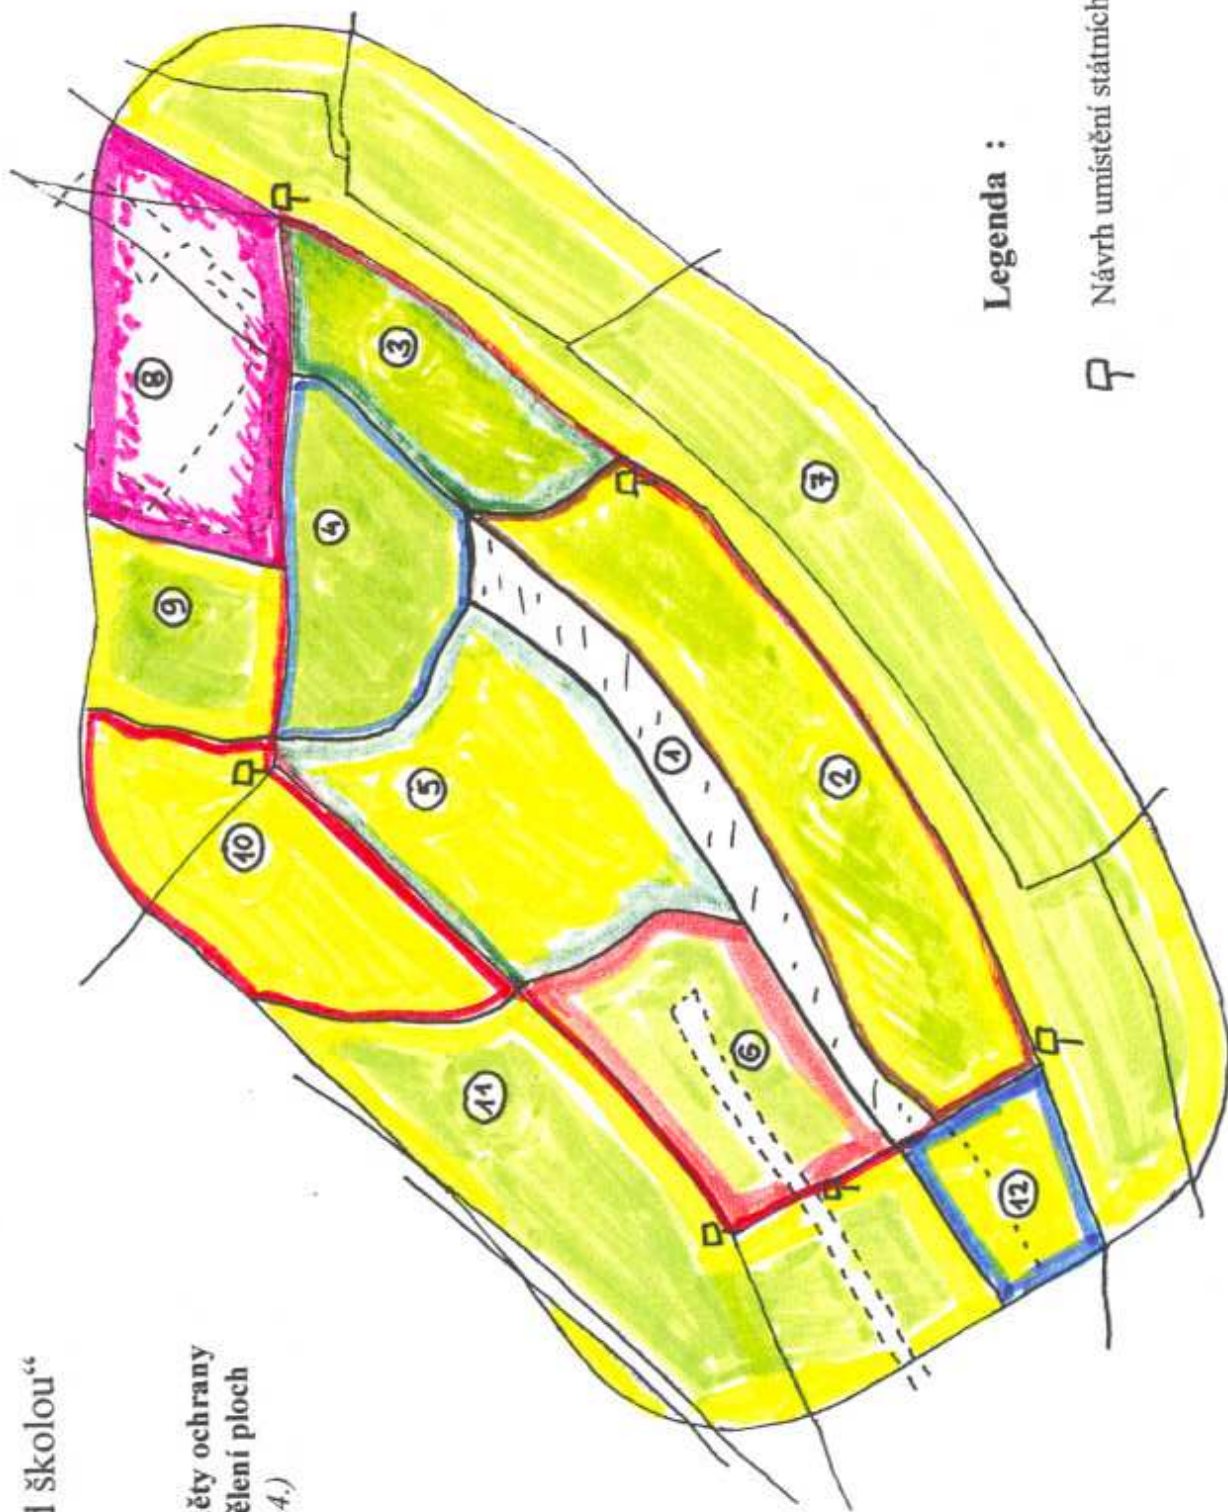 l školou“
ěty ochrany
ělení ploch
4.)
8
3
4
9
7
5
1
2
10
6
11
12
Legenda :
Návrh umístění státních